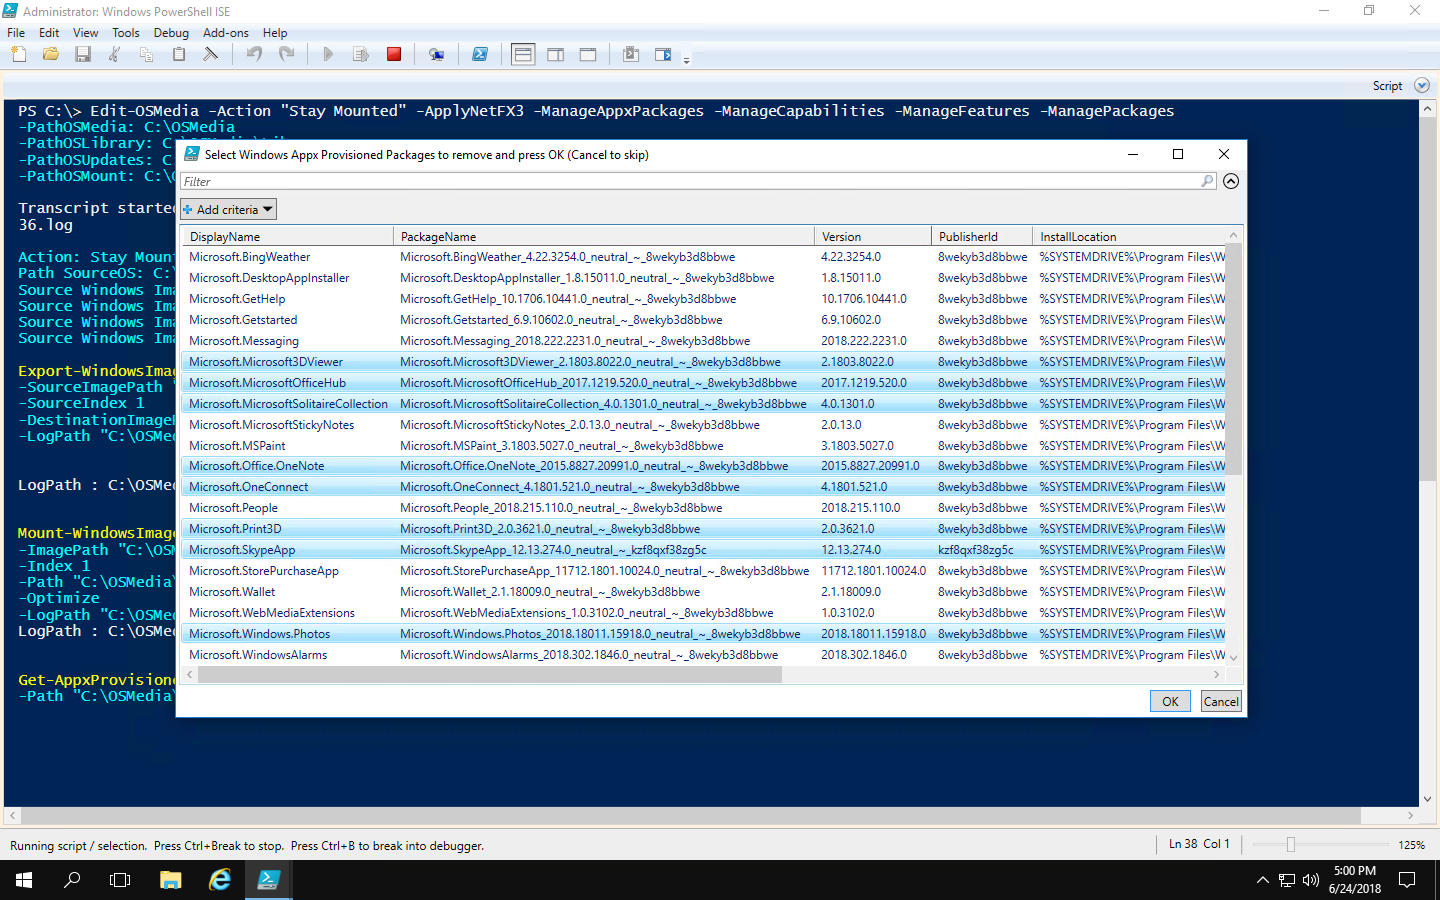 Administrator: Windows PowerShell ISE
File Edit View Tools Debug Add-ons Help
Script
PS C:\> Edit-OSMedia -Action "Stay Mounted" -ApplyNetFX3 -ManageAppxPackages -ManageCapabilities -ManageFeatures -ManagePackages
-PathOSMedia: C:\OSMedia
-PathOSLibrary: C:
-PathOSUpdates: C:
-PathOSMount: C:\
Transcript started
36.log
Action: Stay Moun
Path SourceOS: C:
Source Windows Ima
Source Windows Ima
Source Windows Ima
Source Windows Ima
Export-WindowsIma
-SourceImagePath "
-SourceIndex 1
-DestinationImage
-LogPath "C:\OSMe
LogPath : C:\OSMe
Mount-WindowsImag
-ImagePath "C:\OSM
-Index 1
-Path "C:\OSMedia\
-Optimize
-LogPath "C:\OSMe
LogPath : C:\OSMe
Get-AppxProvision
-Path "C:\OSMedia\
Select Windows Appx Provisioned Packages to remove and press OK (Cancel to skip)
Filter
Add criteria
DisplayName PackageName Version PublisherId InstallLocation
Microsoft.BingWeather Microsoft.BingWeather_4.22.3254.0_neutral_~_8wekyb3d8bbwe 4.22.3254.0 8wekyb3d8bbwe %SYSTEMDRIVE%\Program Files\W
Microsoft.DesktopAppInstaller Microsoft.DesktopAppInstaller_1.8.15011.0_neutral_~_8wekyb3d8bbwe 1.8.15011.0 8wekyb3d8bbwe %SYSTEMDRIVE%\Program Files\W
Microsoft.GetHelp Microsoft.GetHelp_10.1706.10441.0_neutral_~_8wekyb3d8bbwe 10.1706.10441.0 8wekyb3d8bbwe %SYSTEMDRIVE%\Program Files\W
Microsoft.Getstarted Microsoft.Getstarted_6.9.10602.0_neutral_~_8wekyb3d8bbwe 6.9.10602.0 8wekyb3d8bbwe %SYSTEMDRIVE%\Program Files\W
Microsoft.Messaging Microsoft.Messaging_2018.222.2231.0_neutral_~_8wekyb3d8bbwe 2018.222.2231.0 8wekyb3d8bbwe %SYSTEMDRIVE%\Program Files\W
Microsoft.Microsoft3DViewer Microsoft.Microsoft3DViewer_2.1803.8022.0_neutral_~_8wekyb3d8bbwe 2.1803.8022.0 8wekyb3d8bbwe %SYSTEMDRIVE%\Program Files\W
Microsoft.MicrosoftOfficeHub Microsoft.MicrosoftOfficeHub_2017.1219.520.0_neutral_~_8wekyb3d8bbwe 2017.1219.520.0 8wekyb3d8bbwe %SYSTEMDRIVE%\Program Files\W
Microsoft.MicrosoftSolitaireCollection Microsoft.MicrosoftSolitaireCollection_4.0.1301.0_neutral_~_8wekyb3d8bbwe 4.0.1301.0 8wekyb3d8bbwe %SYSTEMDRIVE%\Program Files\W
Microsoft.MicrosoftStickyNotes Microsoft.MicrosoftStickyNotes_2.0.13.0_neutral_~_8wekyb3d8bbwe 2.0.13.0 8wekyb3d8bbwe %SYSTEMDRIVE%\Program Files\W
Microsoft.MSPaint Microsoft.MSPaint_3.1803.5027.0_neutral_~_8wekyb3d8bbwe 3.1803.5027.0 8wekyb3d8bbwe %SYSTEMDRIVE%\Program Files\W
Microsoft.Office.OneNote Microsoft.Office.OneNote_2015.8827.20991.0_neutral_~_8wekyb3d8bbwe 2015.8827.20991.0 8wekyb3d8bbwe %SYSTEMDRIVE%\Program Files\W
Microsoft.OneConnect Microsoft.OneConnect_4.1801.521.0_neutral_~_8wekyb3d8bbwe 4.1801.521.0 8wekyb3d8bbwe %SYSTEMDRIVE%\Program Files\W
Microsoft.People Microsoft.People_2018.215.110.0_neutral_~_8wekyb3d8bbwe 2018.215.110.0 8wekyb3d8bbwe %SYSTEMDRIVE%\Program Files\W
Microsoft.Print3D Microsoft.Print3D_2.0.3621.0_neutral_~_8wekyb3d8bbwe 2.0.3621.0 8wekyb3d8bbwe %SYSTEMDRIVE%\Program Files\W
Microsoft.SkypeApp Microsoft.SkypeApp_12.13.274.0_neutral_~_kzf8qxf38zg5c 12.13.274.0 kzf8qxf38zg5c %SYSTEMDRIVE%\Program Files\W
Microsoft.StorePurchaseApp Microsoft.StorePurchaseApp_11712.1801.10024.0_neutral_~_8wekyb3d8bbwe 11712.1801.10024.0 8wekyb3d8bbwe %SYSTEMDRIVE%\Program Files\W
Microsoft.Wallet Microsoft.Wallet_2.1.18009.0_neutral_~_8wekyb3d8bbwe 2.1.18009.0 8wekyb3d8bbwe %SYSTEMDRIVE%\Program Files\W
Microsoft.WebMediaExtensions Microsoft.WebMediaExtensions_1.0.3102.0_neutral_~_8wekyb3d8bbwe 1.0.3102.0 8wekyb3d8bbwe %SYSTEMDRIVE%\Program Files\W
Microsoft.Windows.Photos Microsoft.Windows.Photos_2018.18011.15918.0_neutral_~_8wekyb3d8bbwe 2018.18011.15918.0 8wekyb3d8bbwe %SYSTEMDRIVE%\Program Files\W
Microsoft.WindowsAlarms Microsoft.WindowsAlarms_2018.302.1846.0_neutral_~_8wekyb3d8bbwe 2018.302.1846.0 8wekyb3d8bbwe %SYSTEMDRIVE%\Program Files\W
OK Cancel
Running script / selection. Press Ctrl+Break to stop. Press Ctrl+B to break into debugger.
Ln 38 Col 1
125%
5:00 PM
6/24/2018